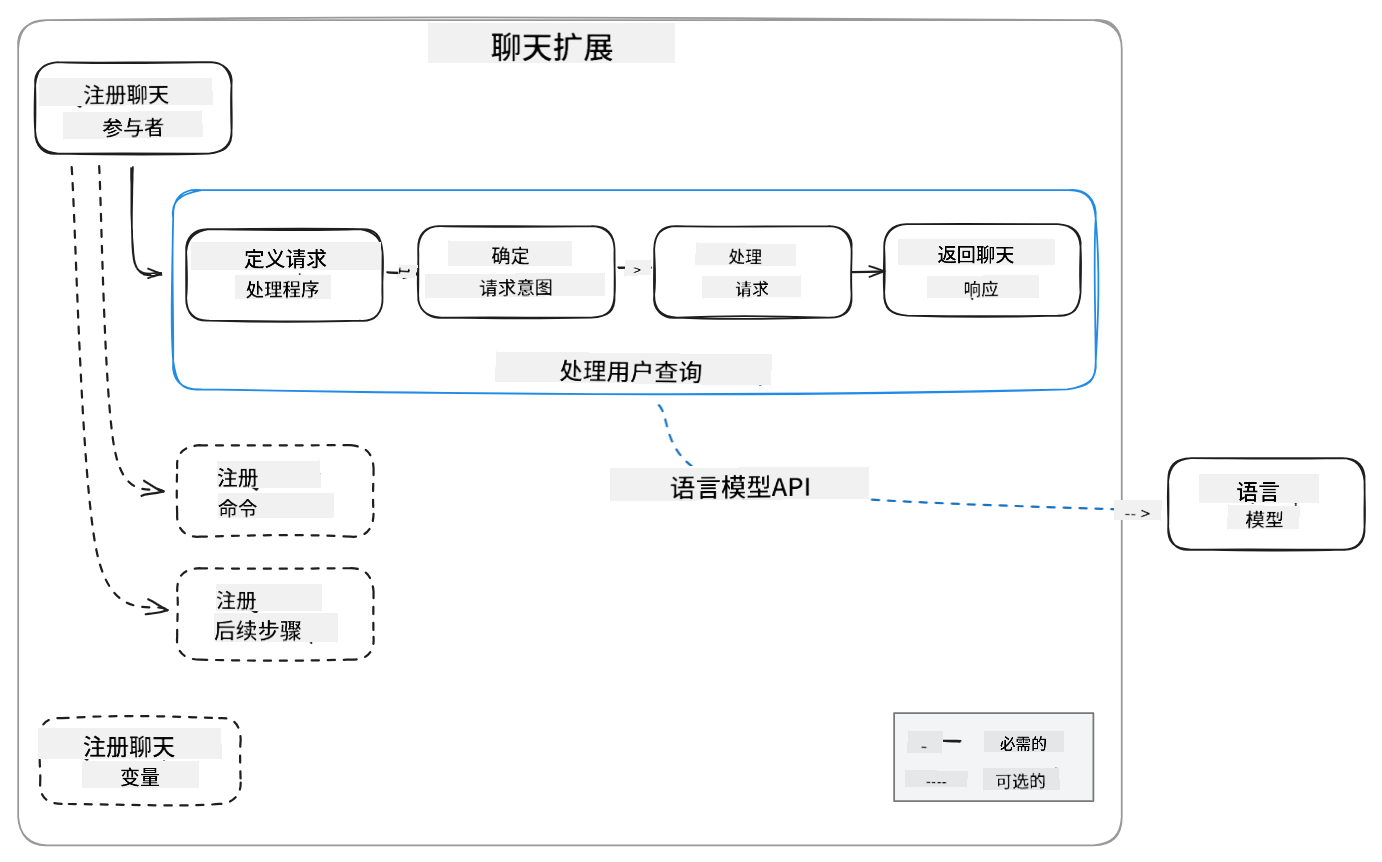 聊天扩展
注册聊天
参与者
定义请求
处理程序
确定
请求意图
处理
请求
返回聊天
响应
处理用户查询
注册
命令
语言模型API
语言
模型
注册
后续步骤
注册聊天
变量
必需的
可选的